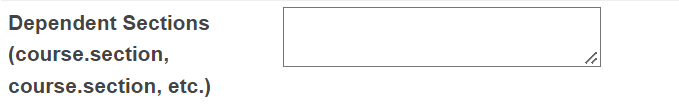 Dependent Sections
(course.section,
course.section, etc.)